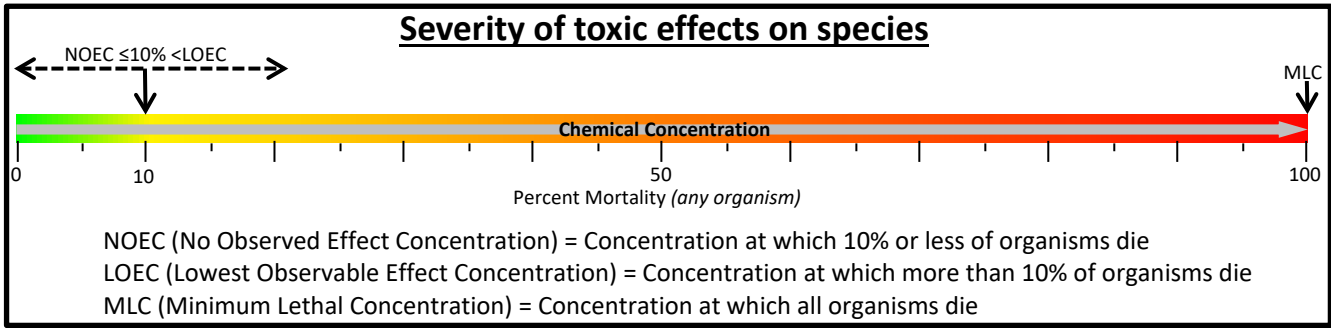 Severity of toxic effects on species
NOEC ≤10% <LOEC
MLC
Chemical Concentration
0 10 50 100
Percent Mortality (any organism)
NOEC (No Observed Effect Concentration) = Concentration at which 10% or less of organisms die
LOEC (Lowest Observable Effect Concentration) = Concentration at which more than 10% of organisms die
MLC (Minimum Lethal Concentration) = Concentration at which all organisms die